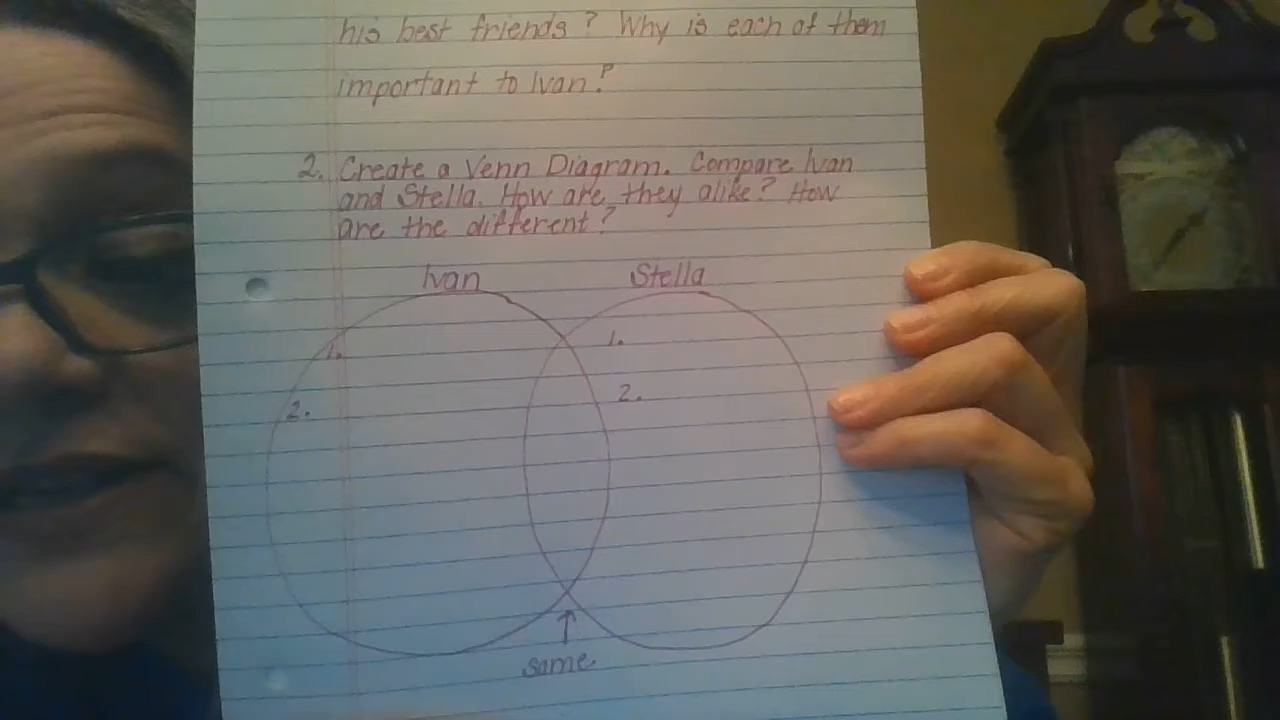 his best friends? Why is each of them
important to Ivan?
2. Create a Venn Diagram. Compare Ivan
and Stella. How are they alike? How
are the different?
Ivan Stella
1. 1.
2. 2.
same